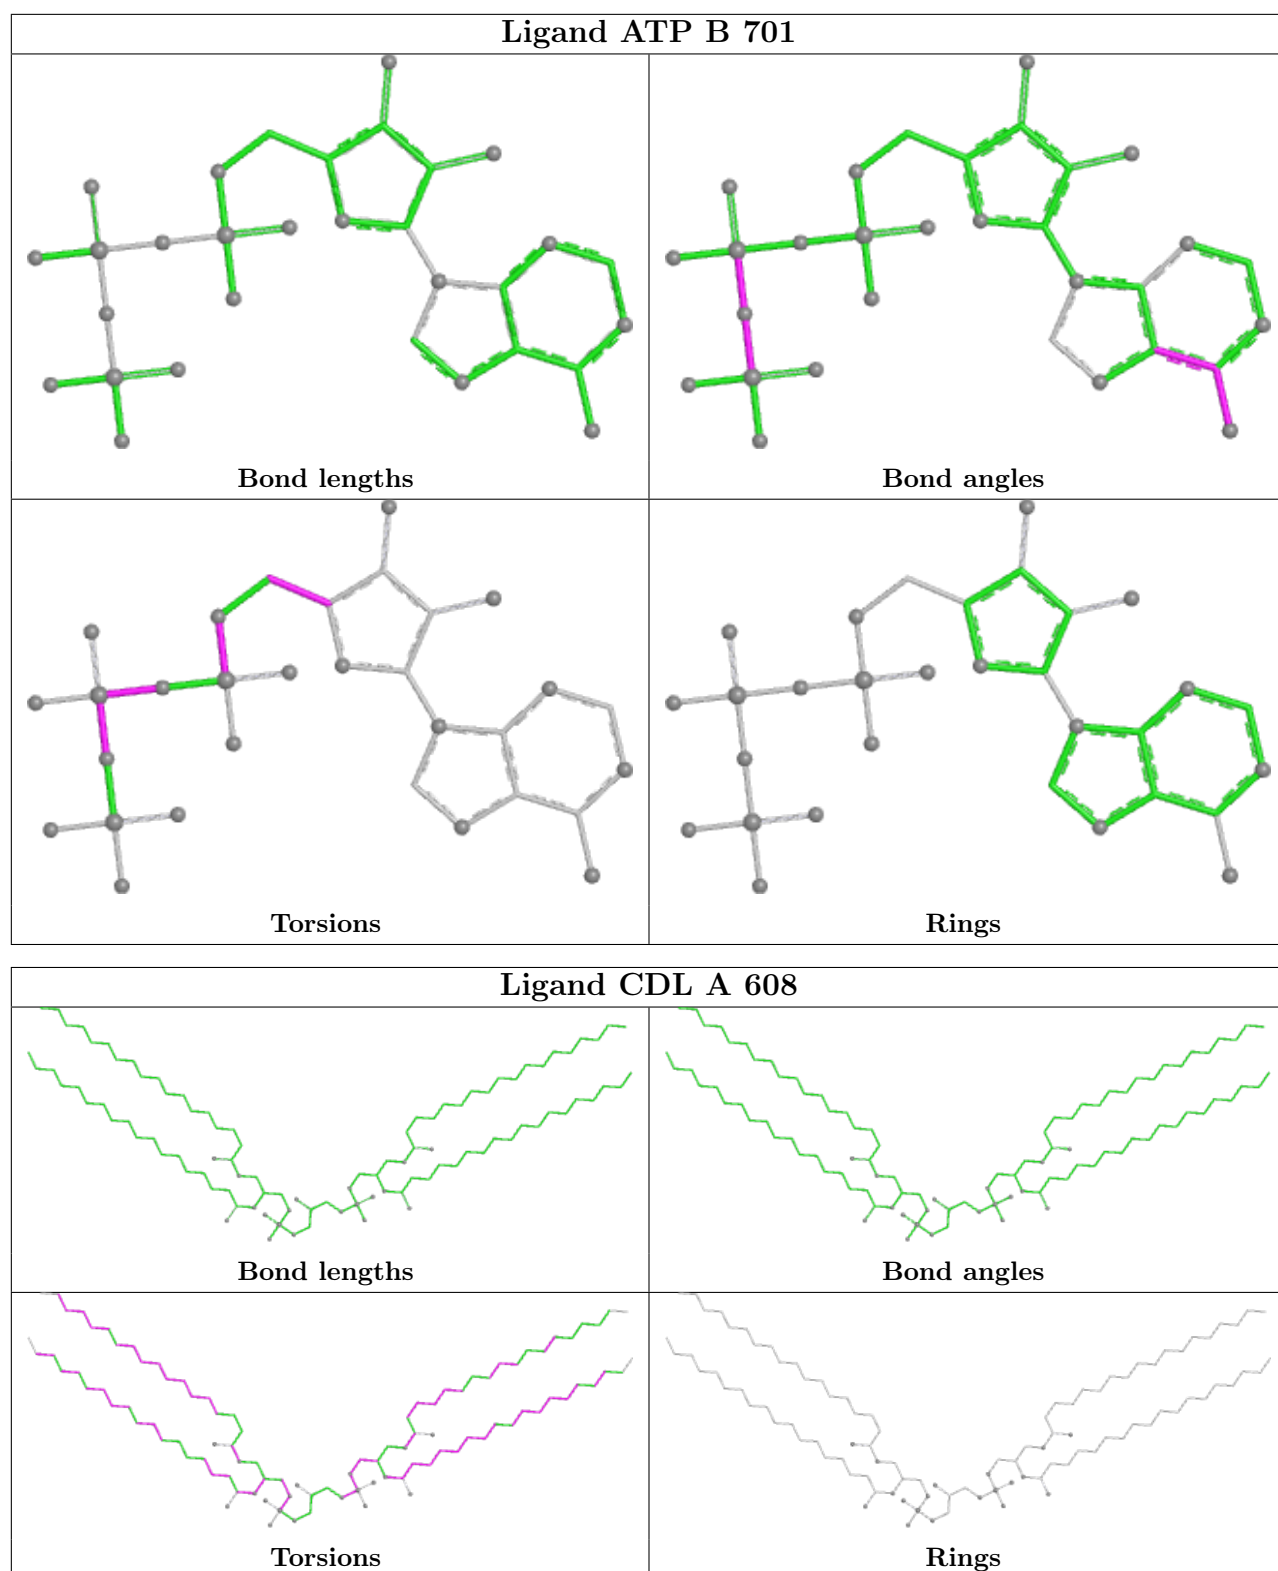 Ligand ATP B 701
Bond lengths
Bond angles
Torsions
Rings
Ligand CDL A 608
Bond lengths
Bond angles
Torsions
Rings